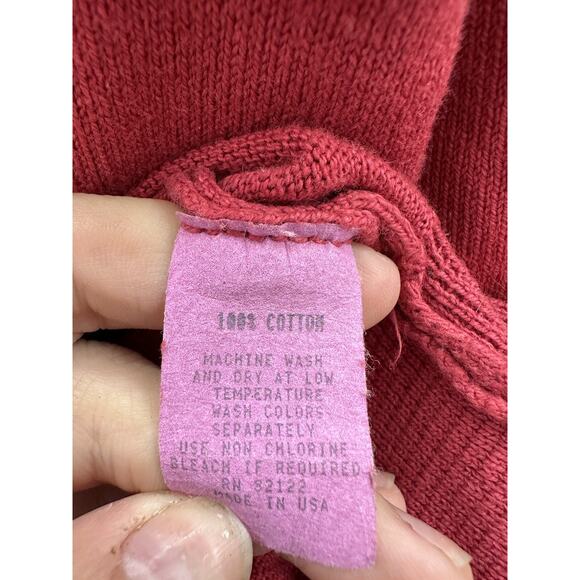 100% COTTON
MACHINE WASH
AND DRY AT LOW
TEMPERATURE
WASH COLORS
SEPARATELY
USE NON CHLORINE
BLEACH IF REQUIRED
RN 52122
MADE IN USA